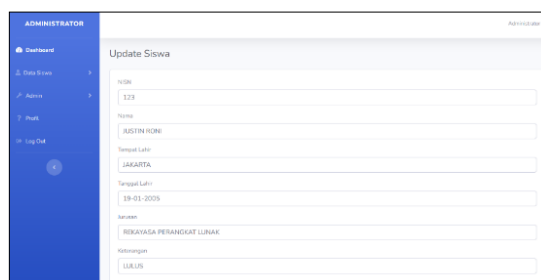 ADMINISTRATOR
Administrator
Dashboard
Data Siswa
Admin
Profil
Log Out
Update Siswa
NISN
123
Nama
JUSTIN RONI
Tempat Lahir
JAKARTA
Tanggal Lahir
19-01-2005
Jurusan
REKAYASA PERANGKAT LUNAK
Keterangan
LULUS